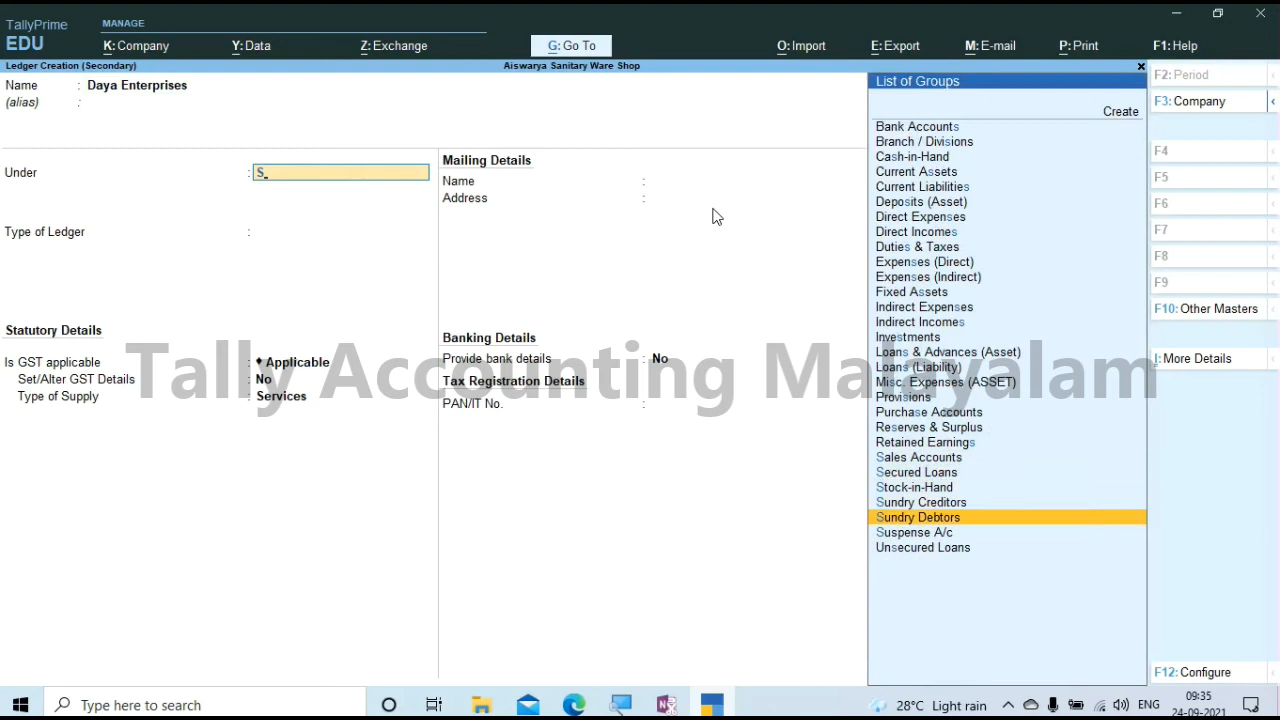 TallyPrime
EDU
MANAGE
K: Company
Y: Data
Z: Exchange
G: Go To
O: Import
E: Export
M: E-mail
P: Print
F1: Help
Ledger Creation (Secondary)
Aiswarya Sanitary Ware Shop
Name : Daya Enterprises
(alias) :
Under : S
Type of Ledger :
Statutory Details
Is GST applicable : ♦ Applicable
Set/Alter GST Details : No
Type of Supply : Services
Mailing Details
Name :
Address :
Banking Details
Provide bank details : No
Tax Registration Details
PAN/IT No. :
Tally Accounting Malayalam
List of Groups
Create
Bank Accounts
Branch / Divisions
Cash-in-Hand
Current Assets
Current Liabilities
Deposits (Asset)
Direct Expenses
Direct Incomes
Duties & Taxes
Expenses (Direct)
Expenses (Indirect)
Fixed Assets
Indirect Expenses
Indirect Incomes
Investments
Loans & Advances (Asset)
Loans (Liability)
Misc. Expenses (ASSET)
Provisions
Purchase Accounts
Reserves & Surplus
Retained Earnings
Sales Accounts
Secured Loans
Stock-in-Hand
Sundry Creditors
Sundry Debtors
Suspense A/c
Unsecured Loans
F2: Period
F3: Company
F4
F5
F6
F7
F8
F9
F10: Other Masters
I: More Details
F12: Configure
Type here to search
28°C Light rain
ENG
09:35
24-09-2021